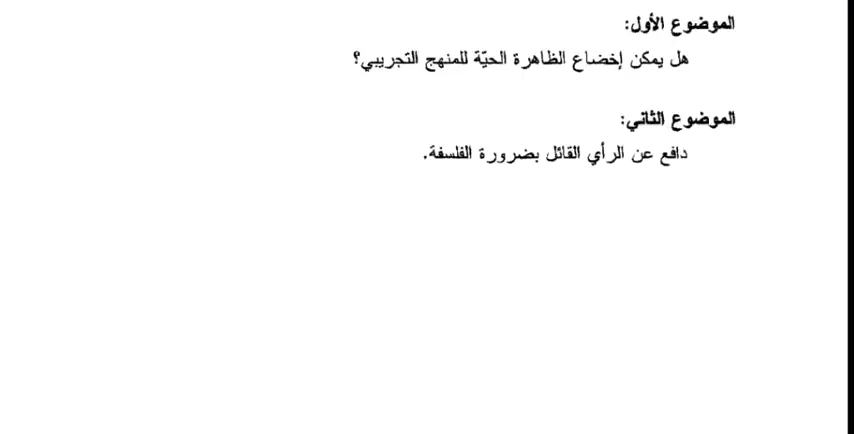 الموضوع الأول:
هل يمكن إخضاع الظاهرة الحيّة للمنهج التجريبي؟
الموضوع الثاني:
دافع عن الرأي القائل بضرورة الفلسفة.